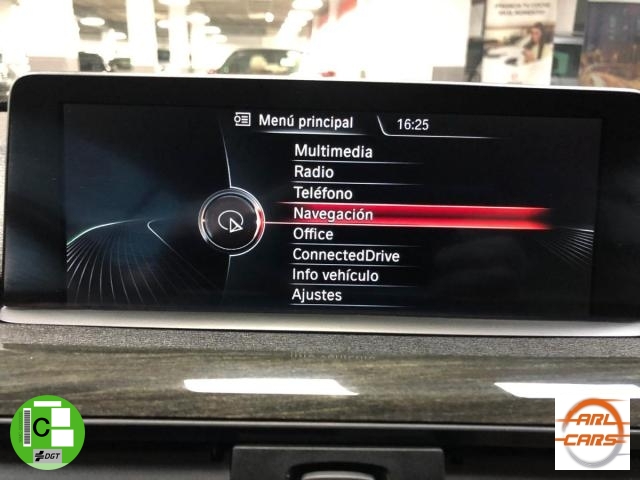 Menú principal
16:25
Multimedia
Radio
Teléfono
Navegación
Office
ConnectedDrive
Info vehículo
Ajustes
C
DGT
ARL
CARS